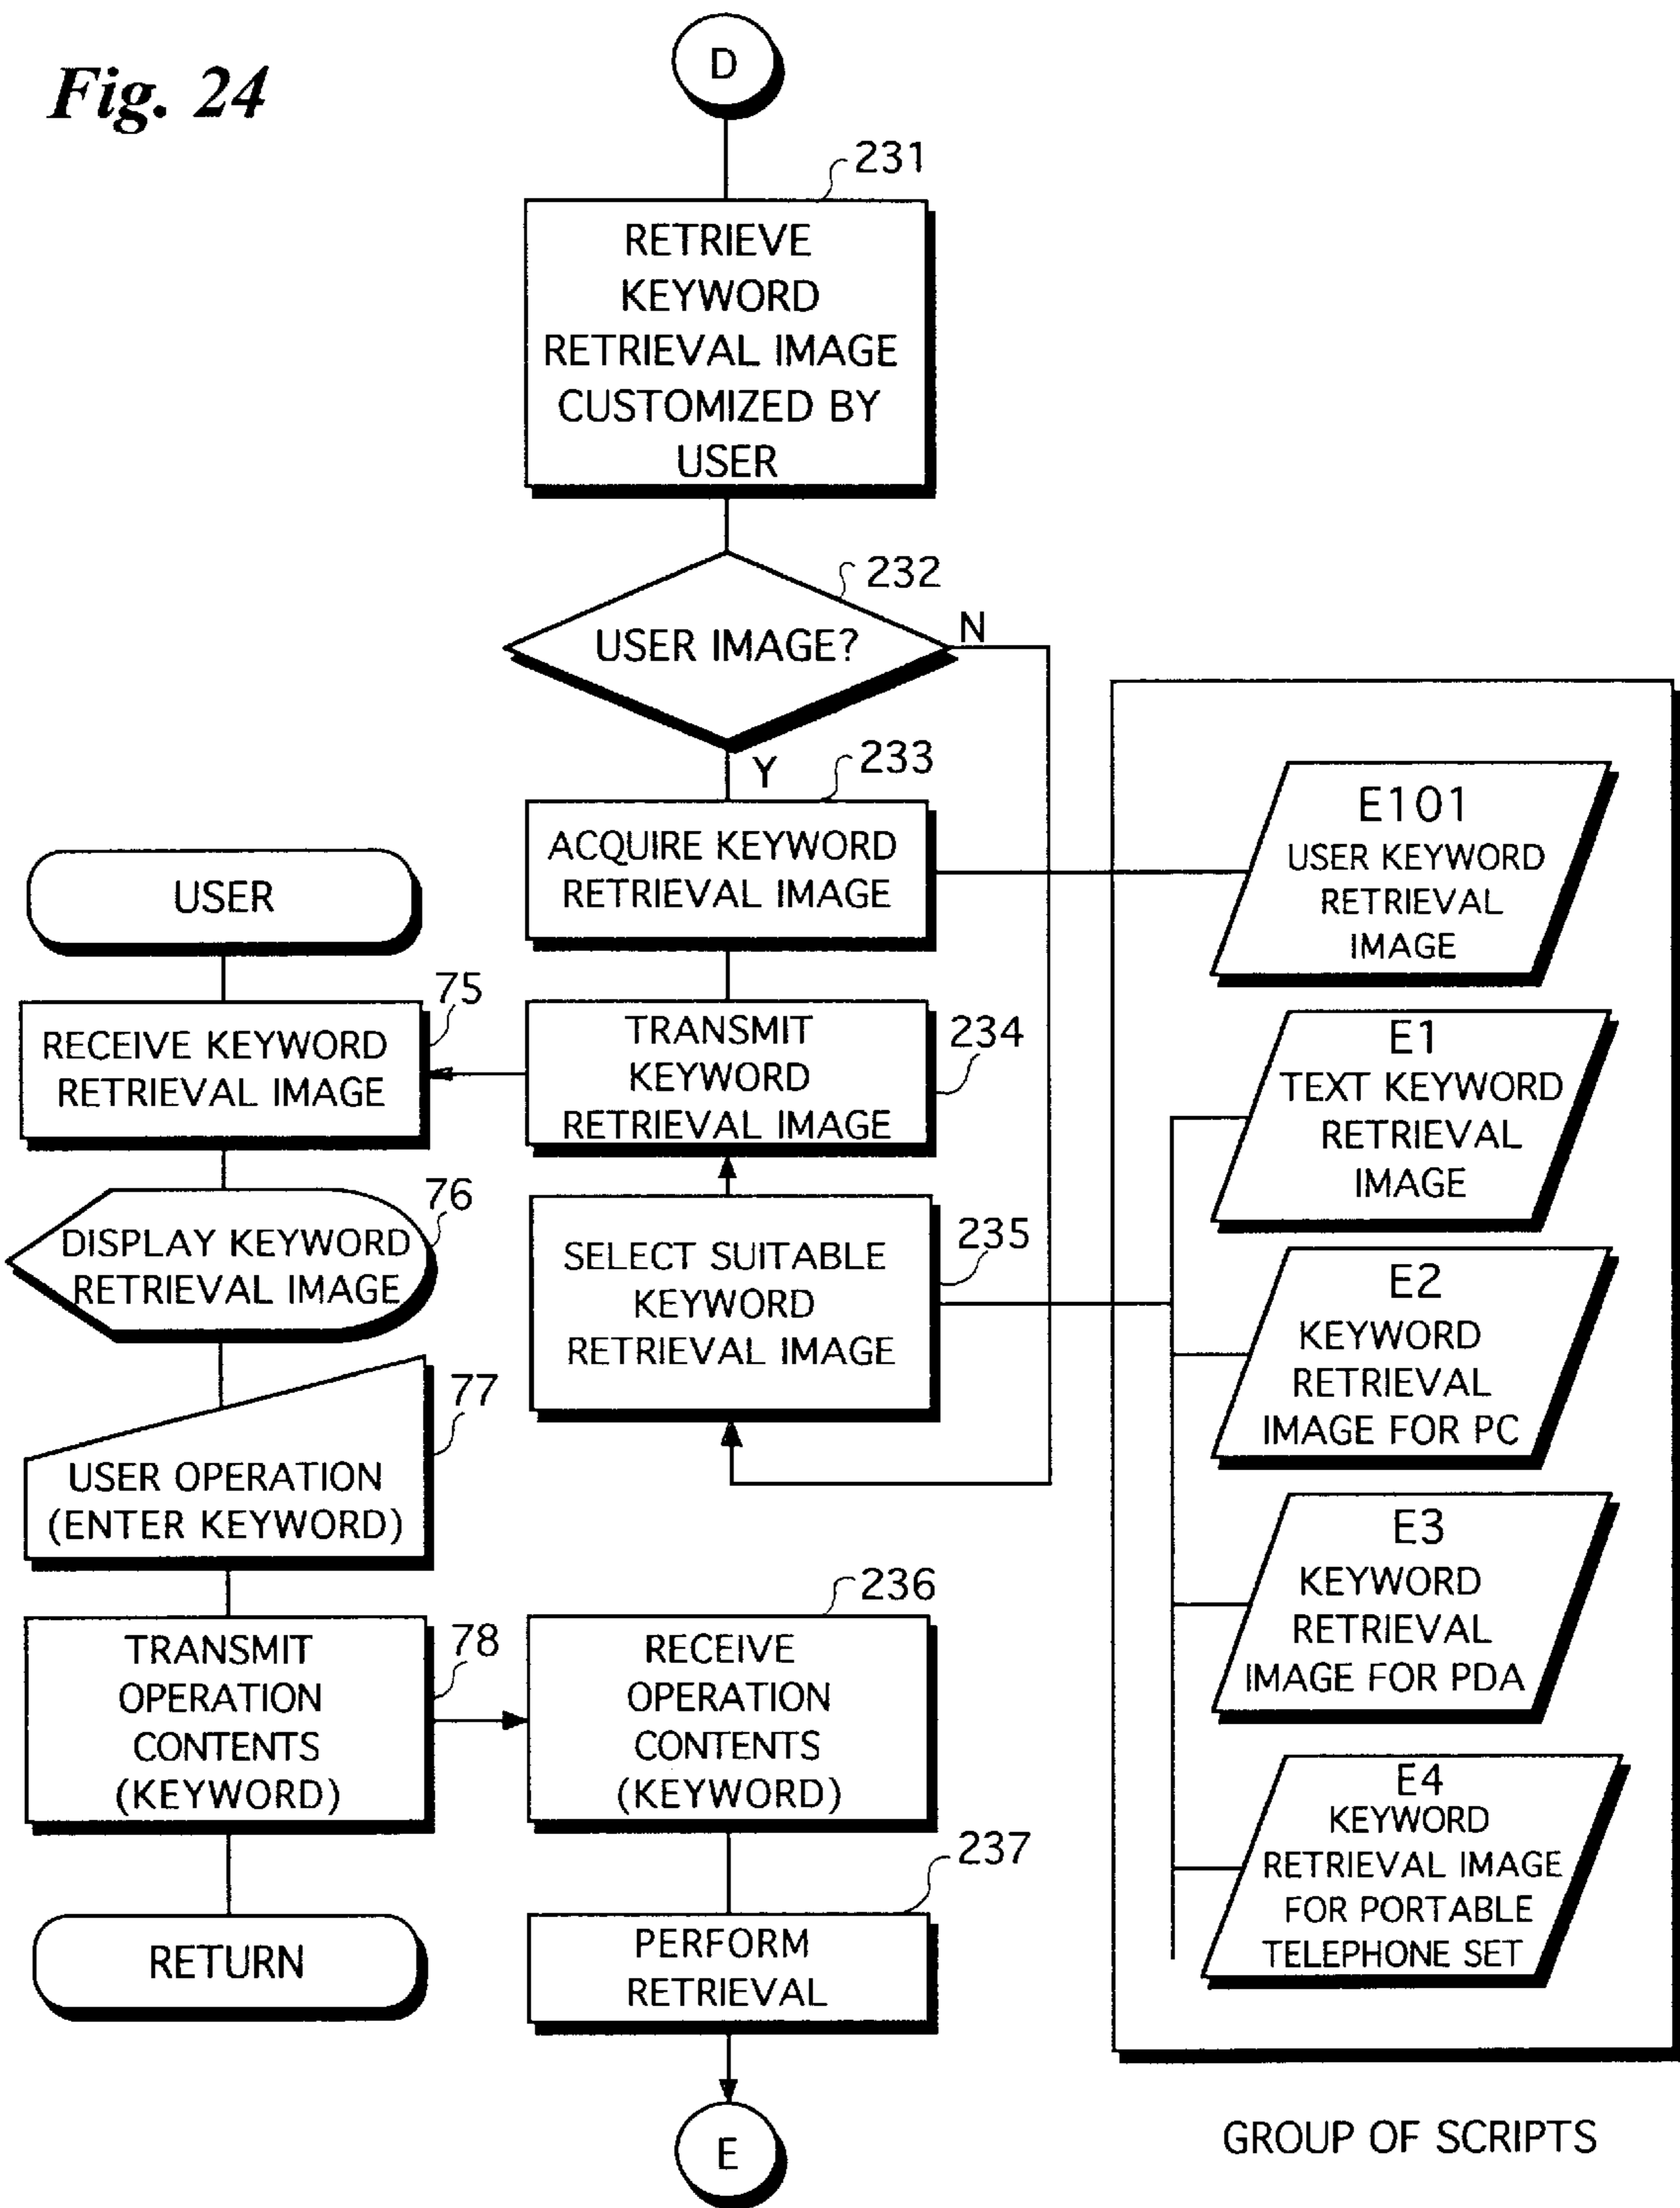 Fig. 24
D
231
RETRIEVE
KEYWORD
RETRIEVAL IMAGE
CUSTOMIZED BY
USER
232
USER IMAGE?
N
Y
233
ACQUIRE KEYWORD
RETRIEVAL IMAGE
E101
USER KEYWORD
RETRIEVAL
IMAGE
USER
75
RECEIVE KEYWORD
RETRIEVAL IMAGE
TRANSMIT
KEYWORD
RETRIEVAL IMAGE
234
E1
TEXT KEYWORD
RETRIEVAL
IMAGE
76
DISPLAY KEYWORD
RETRIEVAL IMAGE
SELECT SUITABLE
KEYWORD
RETRIEVAL IMAGE
235
E2
KEYWORD
RETRIEVAL
IMAGE FOR PC
77
USER OPERATION
(ENTER KEYWORD)
E3
KEYWORD
RETRIEVAL
IMAGE FOR PDA
TRANSMIT
OPERATION
CONTENTS
(KEYWORD)
78
236
RECEIVE
OPERATION
CONTENTS
(KEYWORD)
E4
KEYWORD
RETRIEVAL IMAGE
FOR PORTABLE
TELEPHONE SET
RETURN
237
PERFORM
RETRIEVAL
E
GROUP OF SCRIPTS